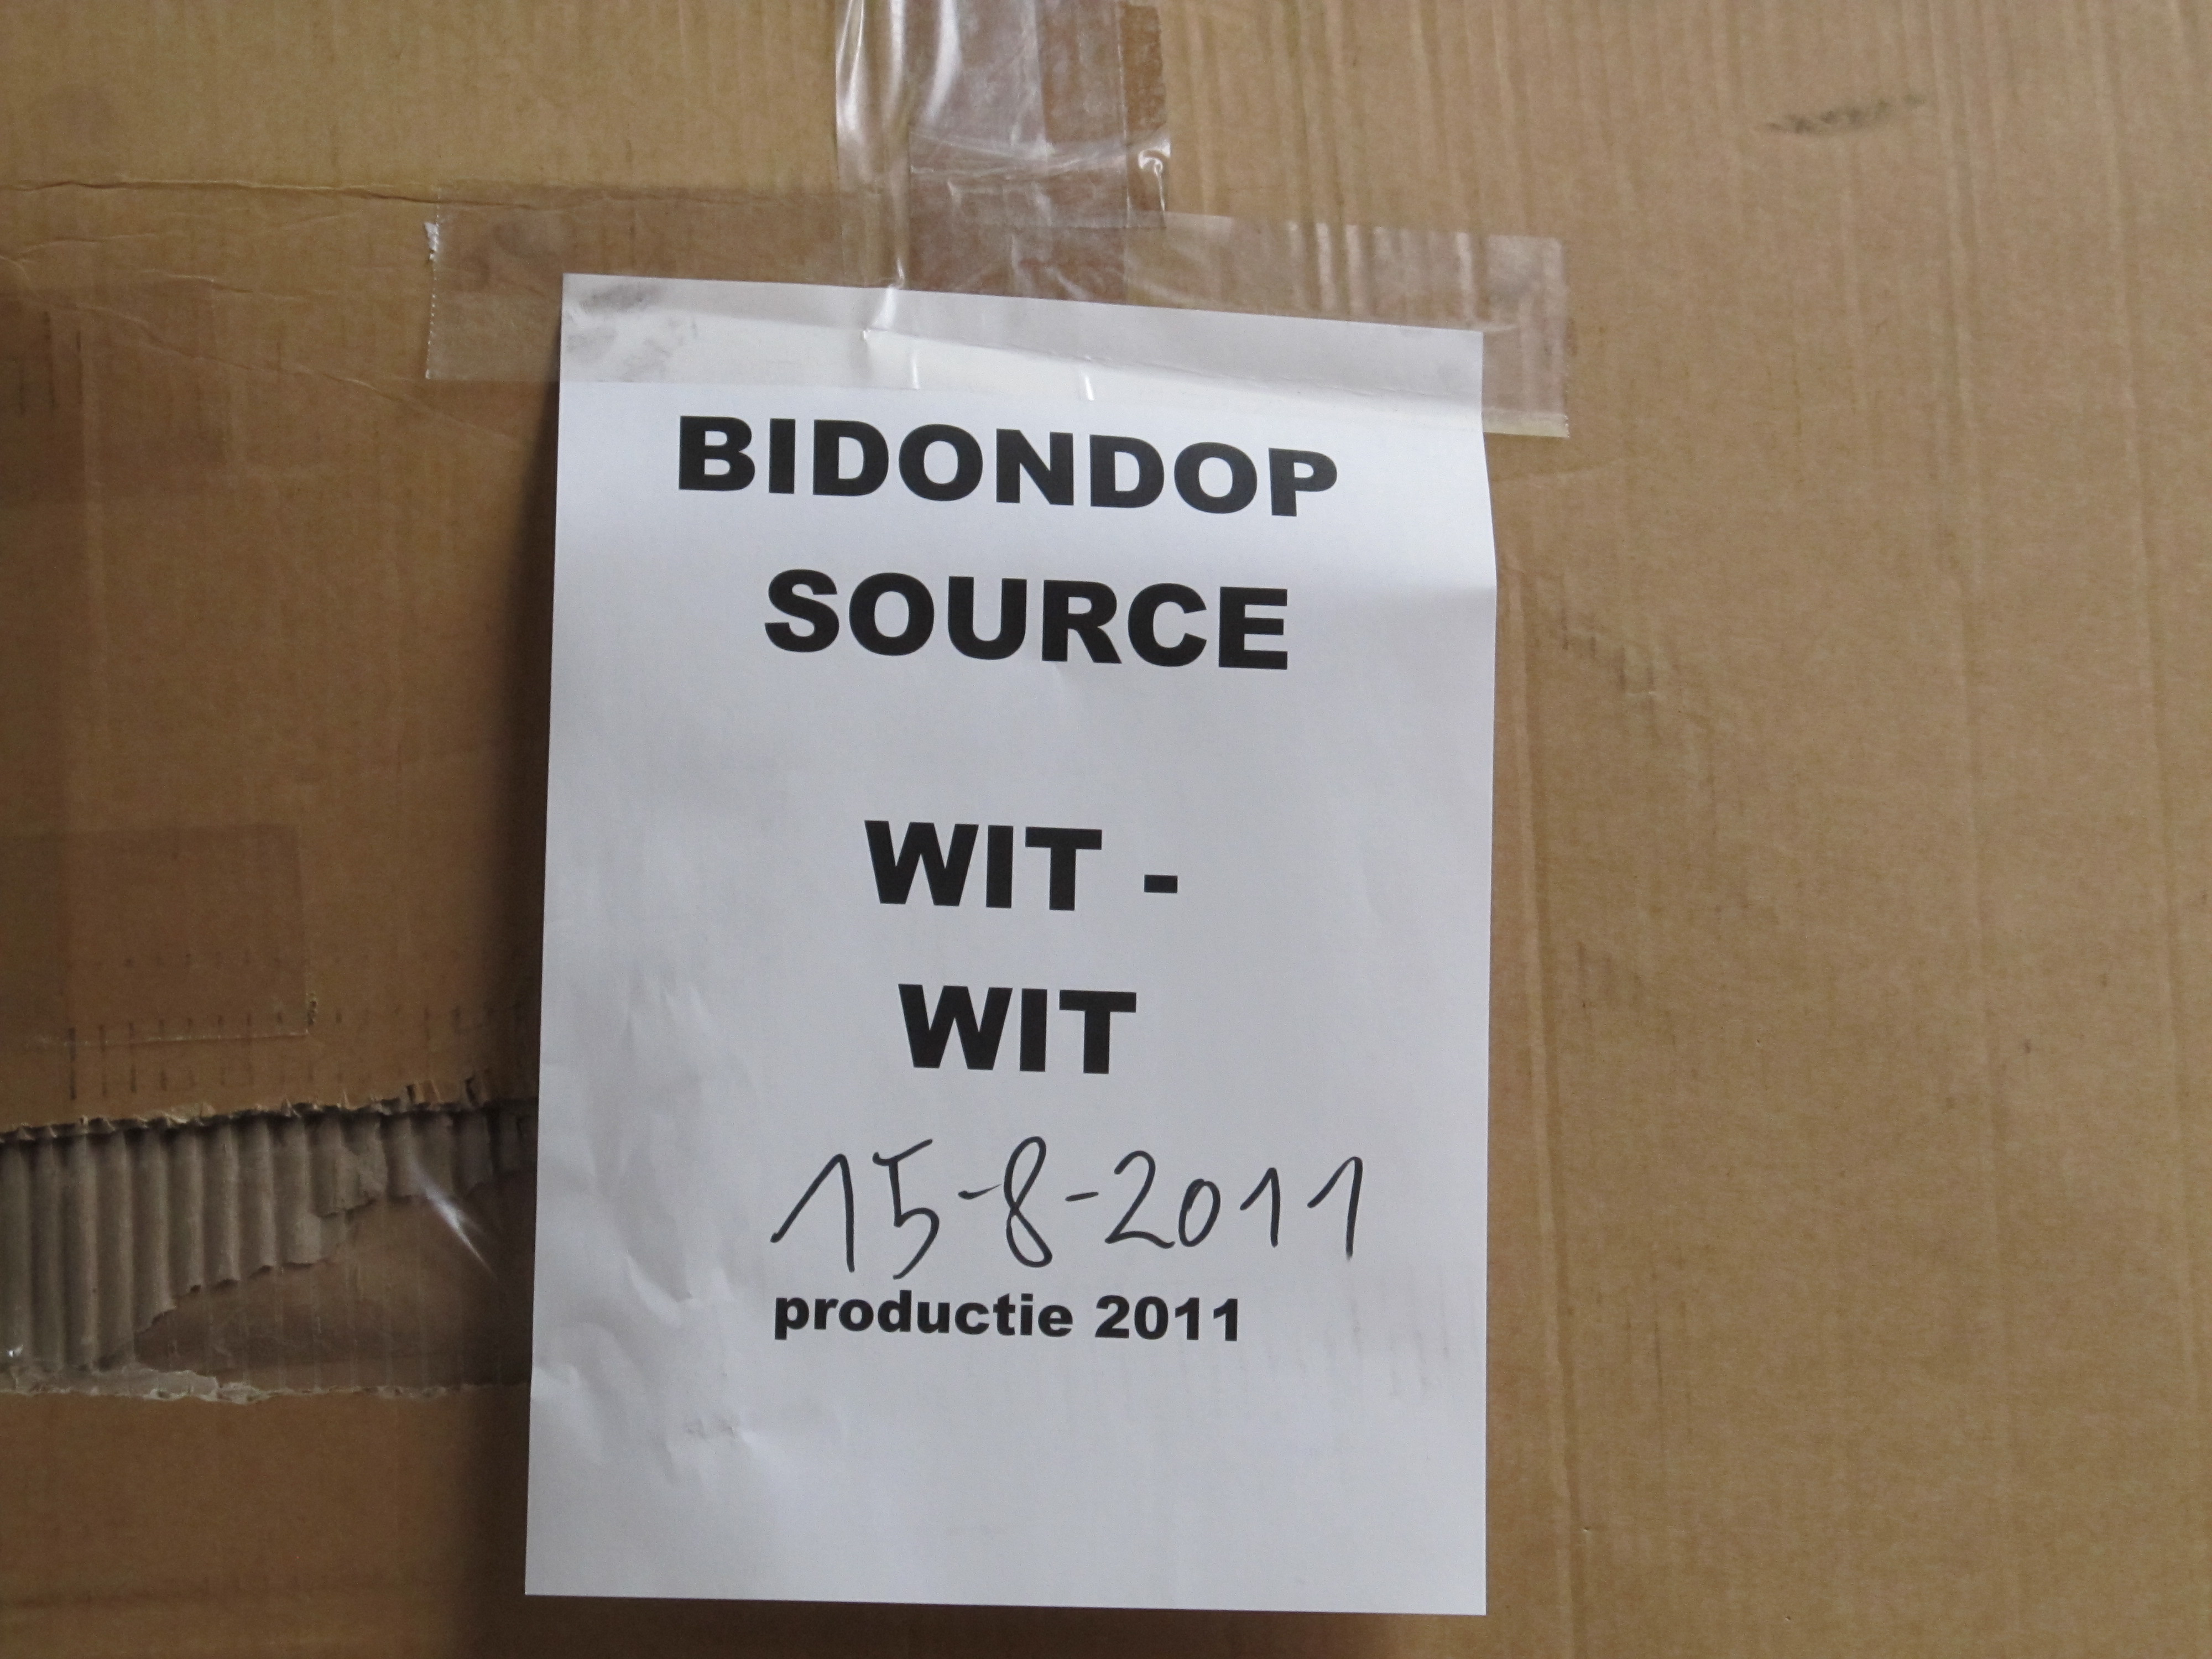 BIDONDOP
SOURCE
WIT -
WIT
15-8-2011
productie 2011